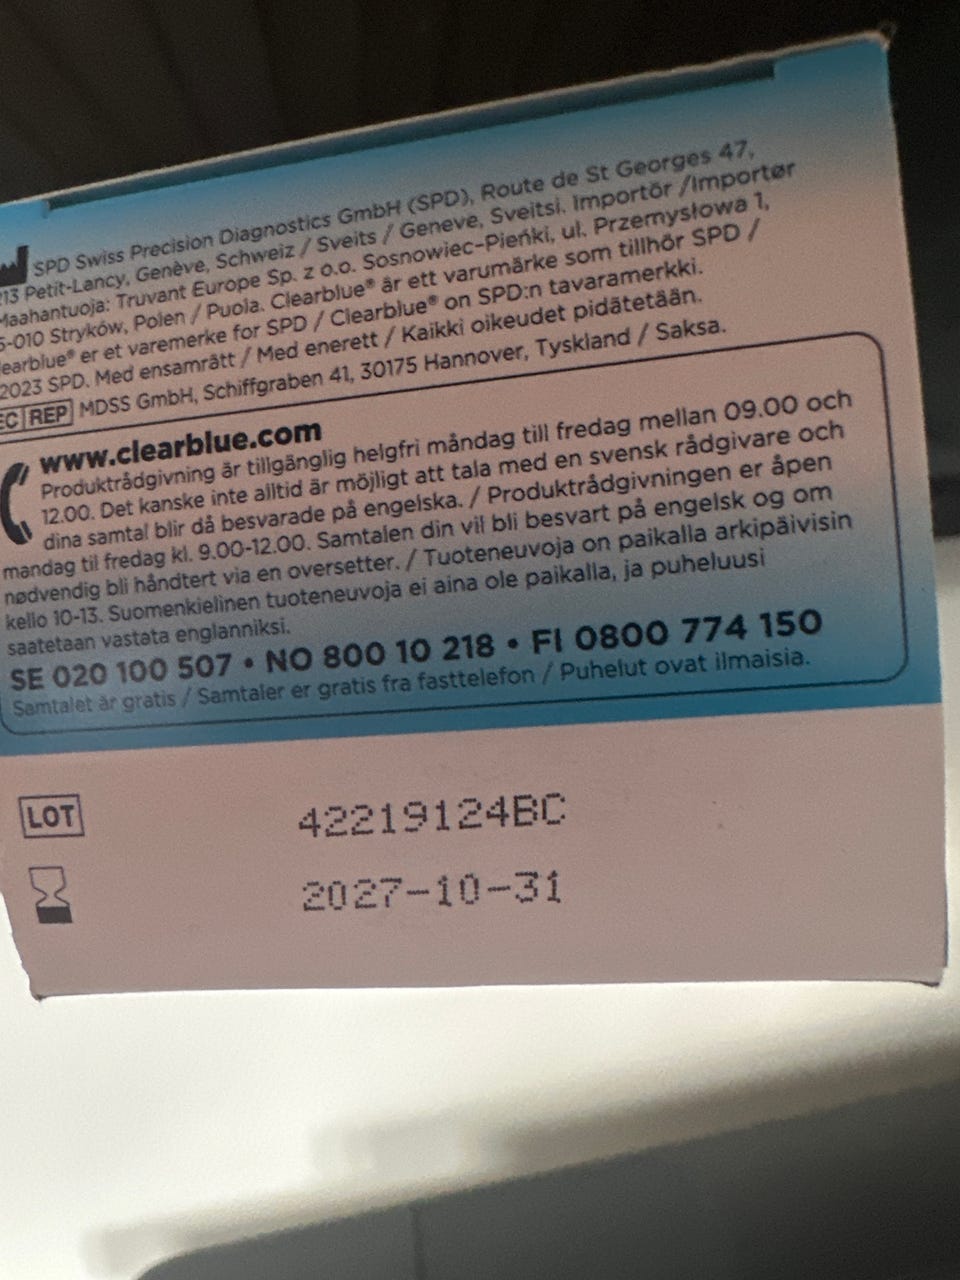 SPD Swiss Precision Diagnostics GmbH (SPD), Route de St Georges 47,
213 Petit-Lancy, Genève, Schweiz / Sveits / Geneve, Sveitsi. Importör /Importør
Maahantuoja: Truvant Europe Sp. z o.o. Sosnowiec-Pieńki, ul. Przemysłowa 1,
5-010 Stryków, Polen / Puola. Clearblue® är ett varumärke som tillhör SPD /
learblue® er et varemerke for SPD / Clearblue® on SPD:n tavaramerkki.
2023 SPD. Med ensamrätt / Med enerett / Kaikki oikeudet pidätetään.
EC REP MDSS GmbH, Schiffgraben 41, 30175 Hannover, Tyskland / Saksa.
www.clearblue.com
Produktrådgivning är tillgänglig helgfri måndag till fredag mellan 09.00 och
12.00. Det kanske inte alltid är möjligt att tala med en svensk rådgivare och
dina samtal blir då besvarade på engelska. / Produktrådgivningen er åpen
mandag til fredag kl. 9.00-12.00. Samtalen din vil bli besvart på engelsk og om
nødvendig bli håndtert via en oversetter. / Tuoteneuvoja on paikalla arkipäivisin
kello 10-13. Suomenkielinen tuoteneuvoja ei aina ole paikalla, ja puheluusi
saatetaan vastata englanniksi.
SE 020 100 507 • NO 800 10 218 • FI 0800 774 150
Samtalet är gratis / Samtaler er gratis fra fasttelefon / Puhelut ovat ilmaisia.
LOT 42219124BC
2027-10-31